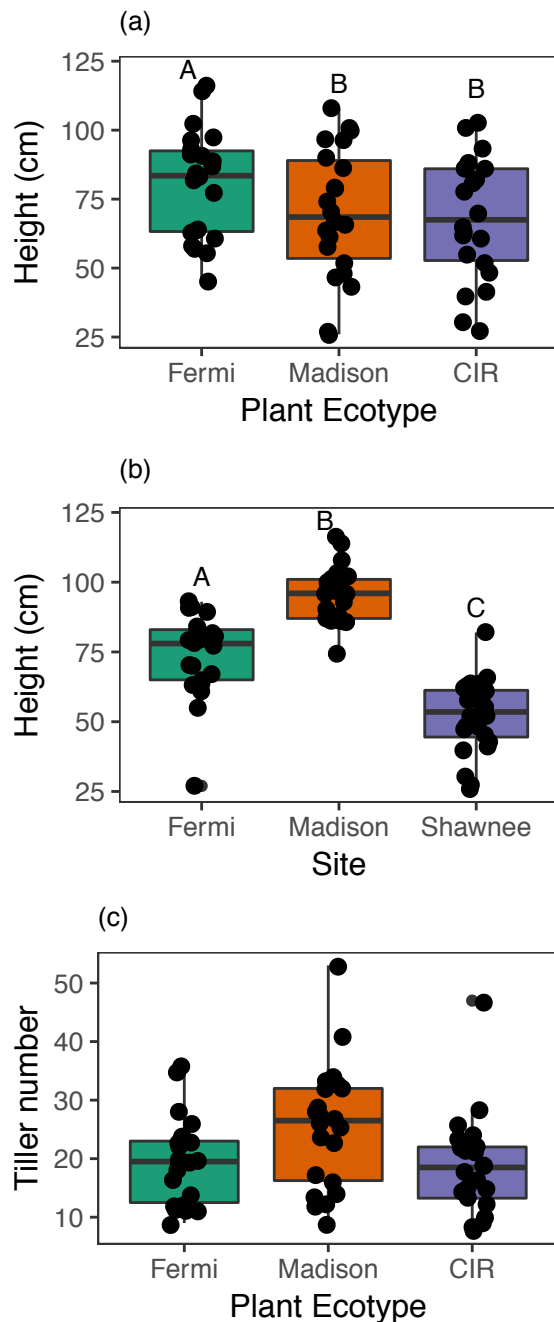 (a)
125
100
75
50
25
Height (cm)
A
B
B
Fermi
Madison
CIR
Plant Ecotype
(b)
125
100
75
50
25
Height (cm)
A
B
C
Fermi
Madison
Shawnee
Site
(c)
50
40
30
20
10
Tiller number
Fermi
Madison
CIR
Plant Ecotype